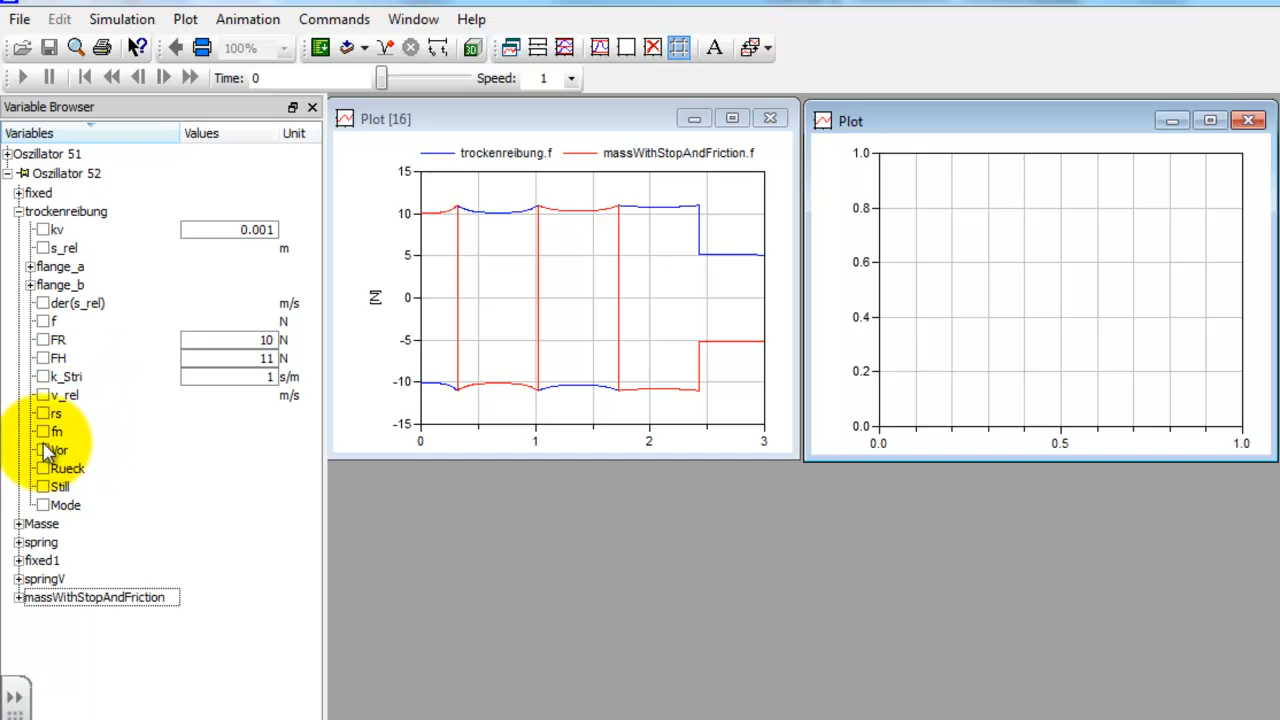 File Edit Simulation Plot Animation Commands Window Help
100% 3D A
Time: 0 Speed: 1
Variable Browser
Variables Values Unit
Oszillator 51
Oszillator 52
fixed
trockenreibung
kv 0.001
s_rel m
flange_a
flange_b
der(s_rel) m/s
f N
FR 10 N
FH 11 N
k_Stri 1 s/m
v_rel m/s
rs
fn
Vor
Rueck
Still
Mode
Masse
spring
fixed1
springV
massWithStopAndFriction
Plot [16]
trockenreibung.f massWithStopAndFriction.f
15
10
5
0
-5
-10
-15
[N]
0 1 2 3
Plot
1.0
0.8
0.6
0.4
0.2
0.0
0.0 0.5 1.0